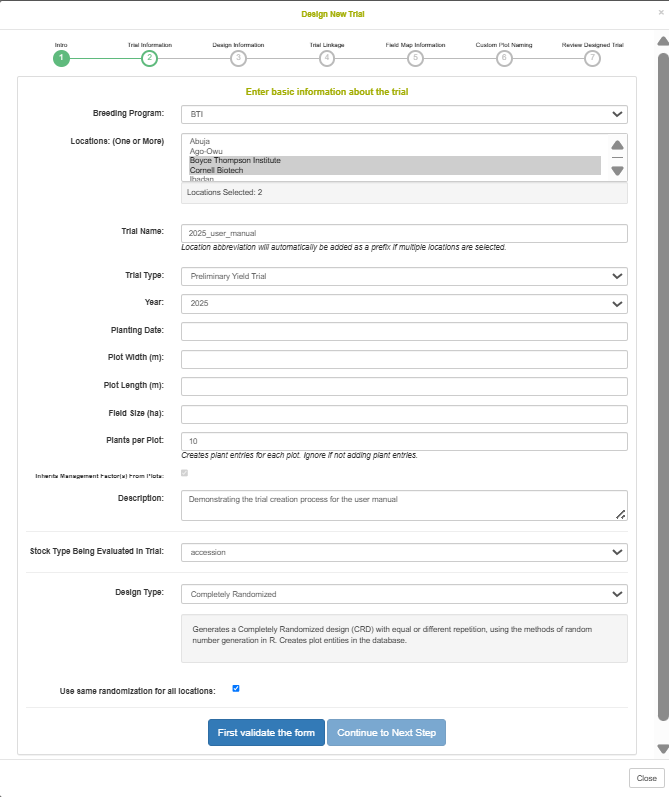 Design New Trial
×
Intro
Trial Information
Design Information
Trial Linkage
Field Map Information
Custom Plot Naming
Review Designed Trial
1
2
3
4
5
6
7
Enter basic information about the trial
Breeding Program:
BTI
Locations: (One or More)
Abuja
Ago-Owu
Boyce Thompson Institute
Cornell Biotech
Ibadan
Locations Selected: 2
Trial Name:
2025_user_manual
Location abbreviation will automatically be added as a prefix if multiple locations are selected.
Trial Type:
Preliminary Yield Trial
Year:
2025
Planting Date:
Plot Width (m):
Plot Length (m):
Field Size (ha):
Plants per Plot:
10
Creates plant entries for each plot. Ignore if not adding plant entries.
Inherits Management Factor(s) From Plots:
Description:
Demonstrating the trial creation process for the user manual
Stock Type Being Evaluated in Trial:
accession
Design Type:
Completely Randomized
Generates a Completely Randomized design (CRD) with equal or different repetition, using the methods of random
number generation in R. Creates plot entities in the database.
Use same randomization for all locations:
First validate the form
Continue to Next Step
Close